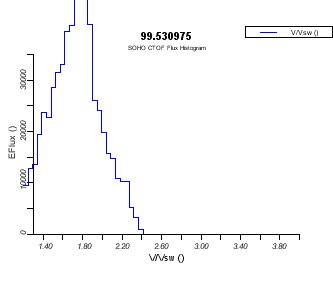 99.530975
SOHO CTOF Flux Histogram
V/Vsw ()
EFlux ()
30000
20000
10000
0
1.40 1.80 2.20 2.60 3.00 3.40 3.80
V/Vsw ()